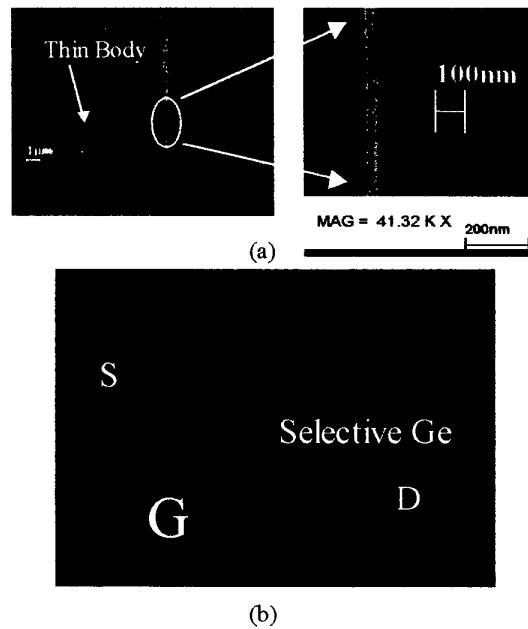 Thin Body
1µm
100nm
MAG = 41.32 K X
200nm
(a)
S
Selective Ge
D
G
(b)